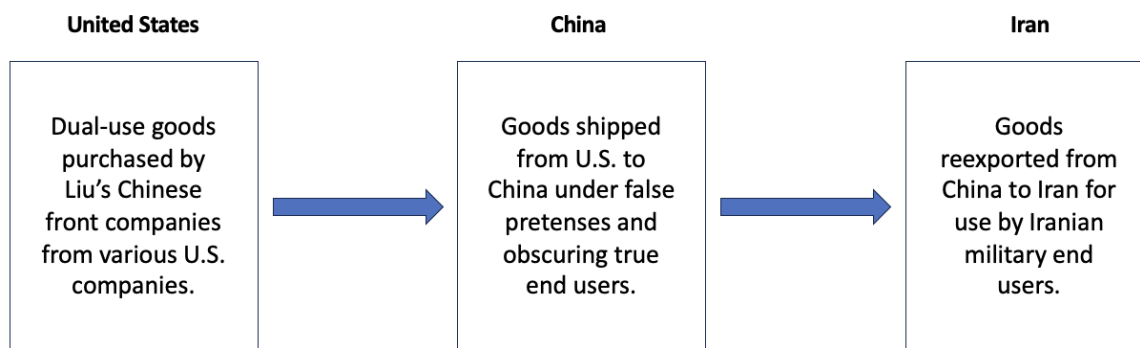 United States
Dual-use goods
purchased by
Liu's Chinese
front companies
from various U.S.
companies.
China
Goods shipped
from U.S. to
China under false
pretenses and
obscuring true
end users.
Iran
Goods
reexported from
China to Iran for
use by Iranian
military end
users.